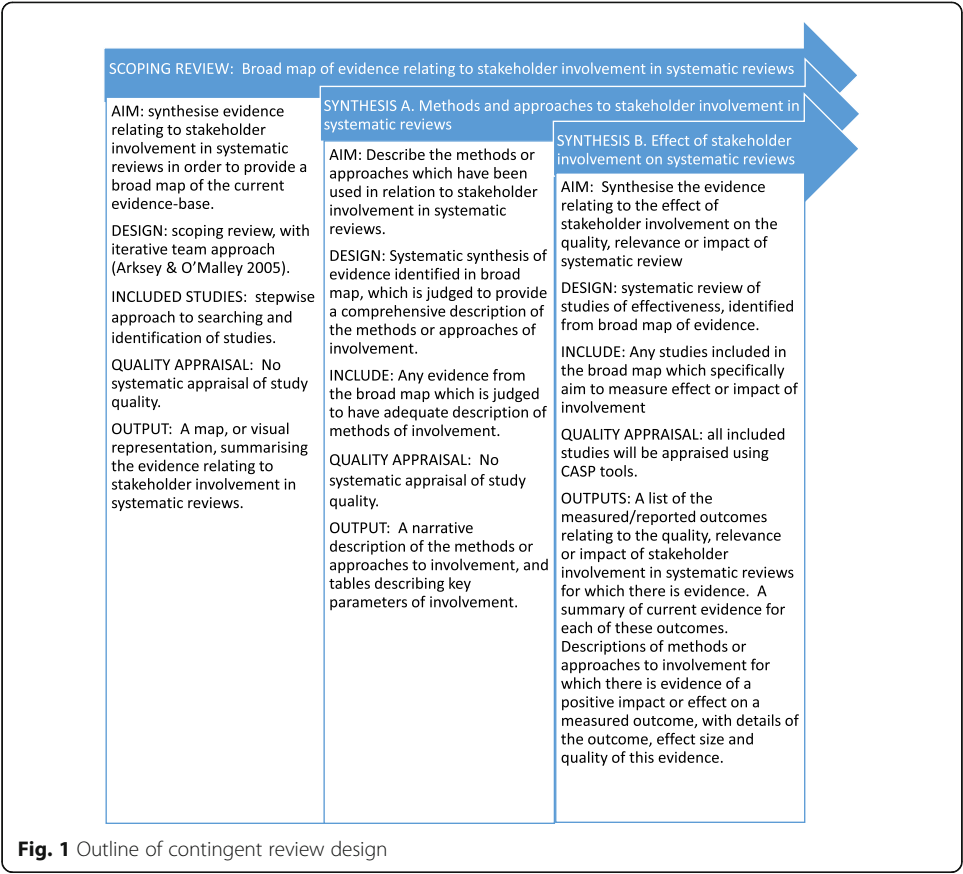 SCOPING REVIEW:  Broad map of evidence relating to stakeholder involvement in systematic reviews
AIM: synthesise evidence
relating to stakeholder
involvement in systematic
reviews in order to provide a
broad map of the current
evidence-base.
DESIGN: scoping review, with
iterative team approach
(Arksey & O’Malley 2005).
INCLUDED STUDIES:  stepwise
approach to searching and
identification of studies.
QUALITY APPRAISAL:  No
systematic appraisal of study
quality.
OUTPUT:  A map, or visual
representation, summarising
the evidence relating to
stakeholder involvement in
systematic reviews.
SYNTHESIS A. Methods and approaches to stakeholder involvement in
systematic reviews
AIM: Describe the methods or
approaches which have been
used in relation to stakeholder
involvement in systematic
reviews.
DESIGN: Systematic synthesis of
evidence identified in broad
map, which is judged to provide
a comprehensive description of
the methods or approaches of
involvement.
INCLUDE: Any evidence from
the broad map which is judged
to have adequate description of
methods of involvement.
QUALITY APPRAISAL:  No
systematic appraisal of study
quality.
OUTPUT:  A narrative
description of the methods or
approaches to involvement, and
tables describing key
parameters of involvement.
SYNTHESIS B. Effect of stakeholder
involvement on systematic reviews
AIM:  Synthesise the evidence
relating to the effect of
stakeholder involvement on the
quality, relevance or impact of
systematic review
DESIGN: systematic review of
studies of effectiveness, identified
from broad map of evidence.
INCLUDE: Any studies included in
the broad map which specifically
aim to measure effect or impact of
involvement
QUALITY APPRAISAL: all included
studies will be appraised using
CASP tools.
OUTPUTS: A list of the
measured/reported outcomes
relating to the quality, relevance
or impact of stakeholder
involvement in systematic reviews
for which there is evidence.  A
summary of current evidence for
each of these outcomes.
Descriptions of methods or
approaches to involvement for
which there is evidence of a
positive impact or effect on a
measured outcome, with details of
the outcome, effect size and
quality of this evidence.
Fig. 1 Outline of contingent review design